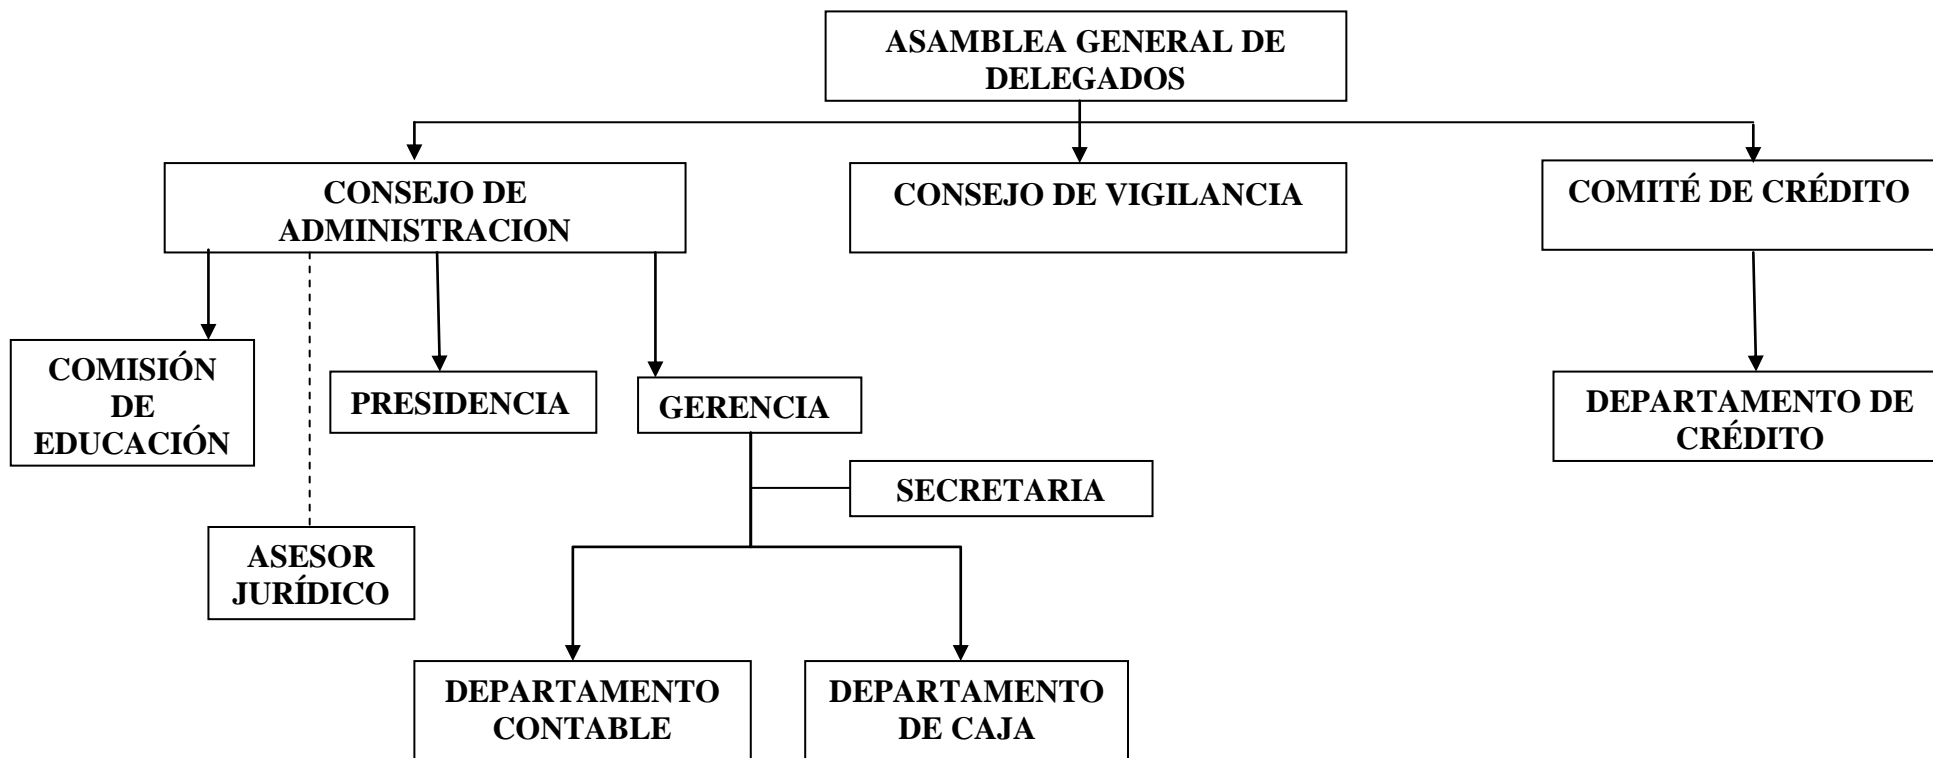 ASAMBLEA GENERAL DE
DELEGADOS
CONSEJO DE
ADMINISTRACION
CONSEJO DE VIGILANCIA
COMITÉ DE CRÉDITO
COMISIÓN
DE
EDUCACIÓN
PRESIDENCIA
GERENCIA
DEPARTAMENTO DE
CRÉDITO
SECRETARIA
ASESOR
JURÍDICO
DEPARTAMENTO
CONTABLE
DEPARTAMENTO
DE CAJA